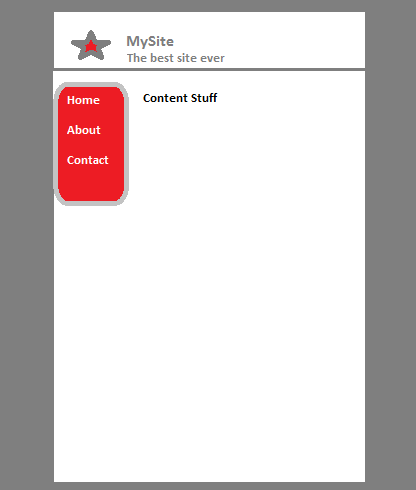 MySite
The best site ever
Home
Content Stuff
About
Contact